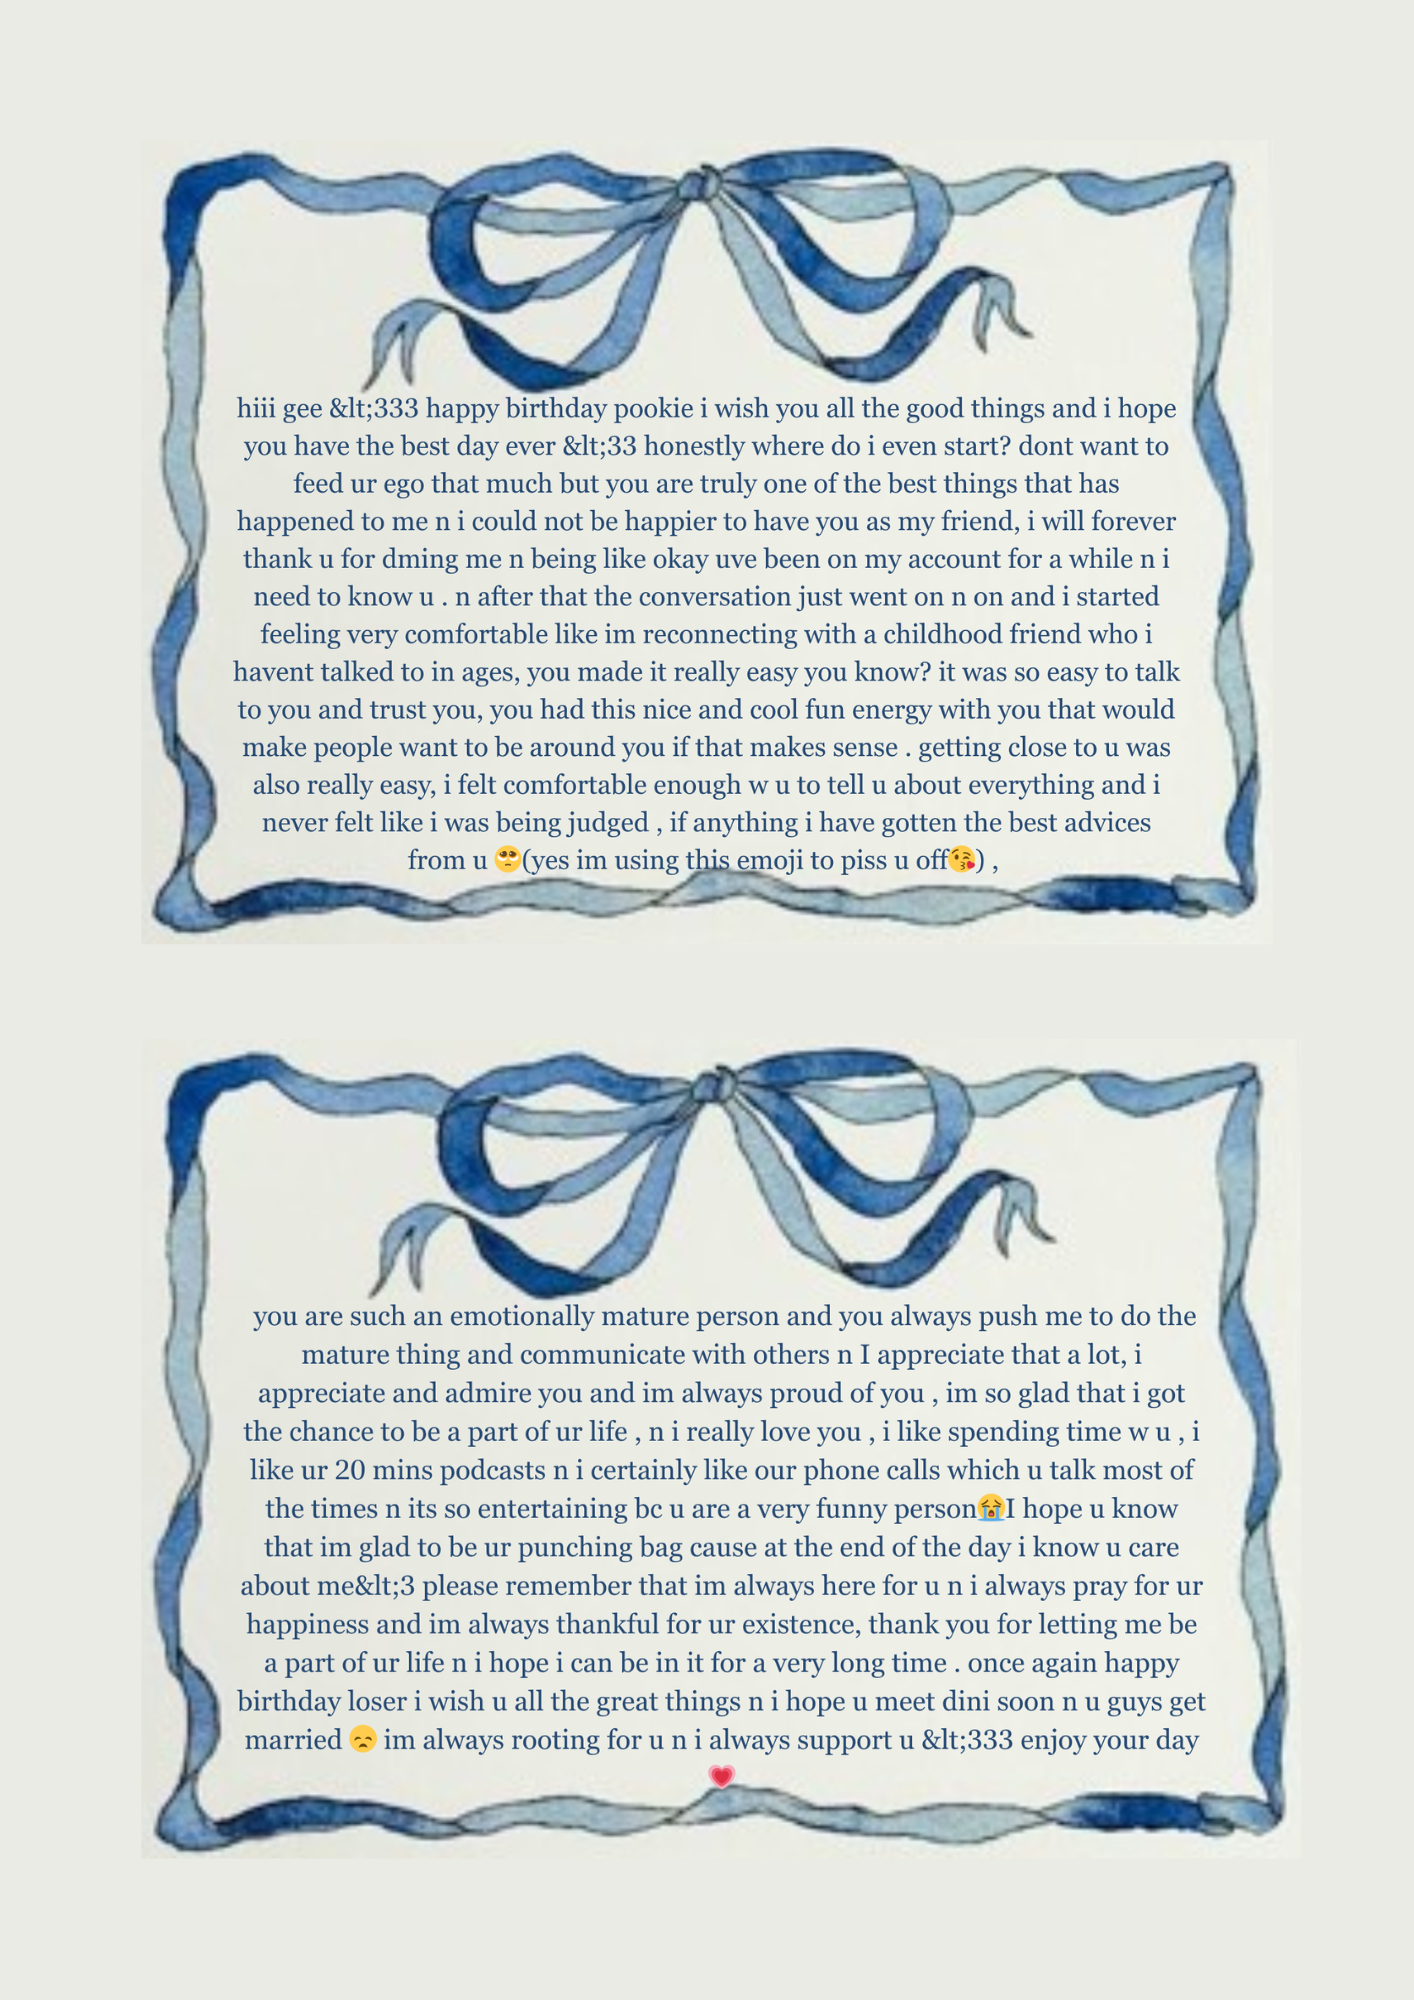 hiii gee &lt;333 happy birthday pookie i wish you all the good things and i hope
you have the best day ever &lt;33 honestly where do i even start? dont want to
feed ur ego that much but you are truly one of the best things that has
happened to me n i could not be happier to have you as my friend, i will forever
thank u for dming me n being like okay uve been on my account for a while n i
need to know u . n after that the conversation just went on n on and i started
feeling very comfortable like im reconnecting with a childhood friend who i
havent talked to in ages, you made it really easy you know? it was so easy to talk
to you and trust you, you had this nice and cool fun energy with you that would
make people want to be around you if that makes sense . getting close to u was
also really easy, i felt comfortable enough w u to tell u about everything and i
never felt like i was being judged , if anything i have gotten the best advices
from u 🥺(yes im using this emoji to piss u off😘) ,
you are such an emotionally mature person and you always push me to do the
mature thing and communicate with others n I appreciate that a lot, i
appreciate and admire you and im always proud of you , im so glad that i got
the chance to be a part of ur life , n i really love you , i like spending time w u , i
like ur 20 mins podcasts n i certainly like our phone calls which u talk most of
the times n its so entertaining bc u are a very funny person😭I hope u know
that im glad to be ur punching bag cause at the end of the day i know u care
about me&lt;3 please remember that im always here for u n i always pray for ur
happiness and im always thankful for ur existence, thank you for letting me be
a part of ur life n i hope i can be in it for a very long time . once again happy
birthday loser i wish u all the great things n i hope u meet dini soon n u guys get
married 😞 im always rooting for u n i always support u &lt;333 enjoy your day
💗